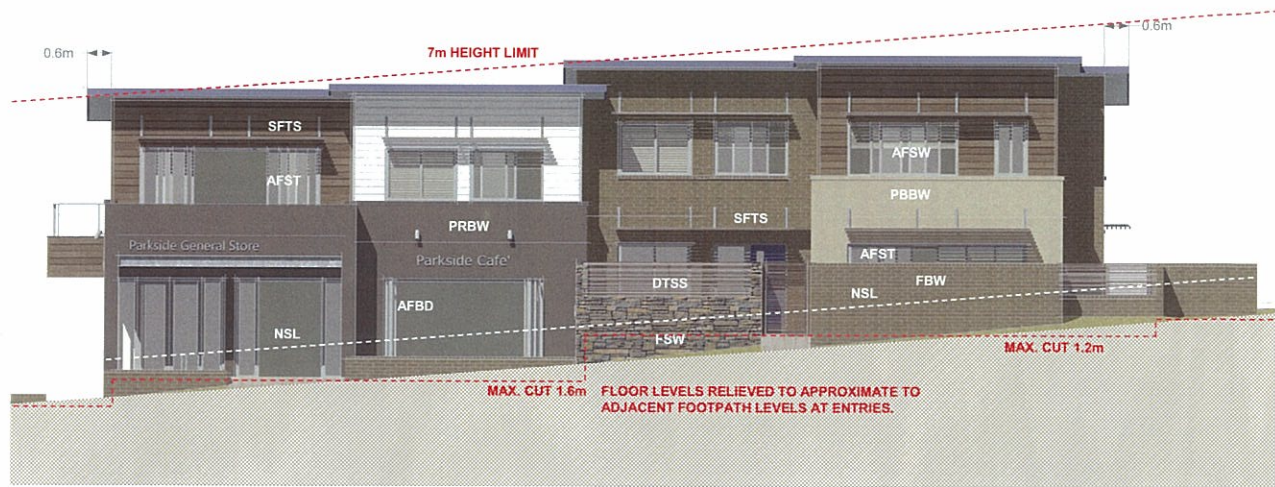 0.6m
7m HEIGHT LIMIT
0.6m
SFTS
AFSW
AFST
PBBW
PRBW
SFTS
Parkside General Store
Parkside Cafe'
AFST
DTSS
FBW
NSL
AFBD
NSL
FSW
MAX. CUT 1.2m
MAX. CUT 1.6m
FLOOR LEVELS RELIEVED TO APPROXIMATE TO
ADJACENT FOOTPATH LEVELS AT ENTRIES.